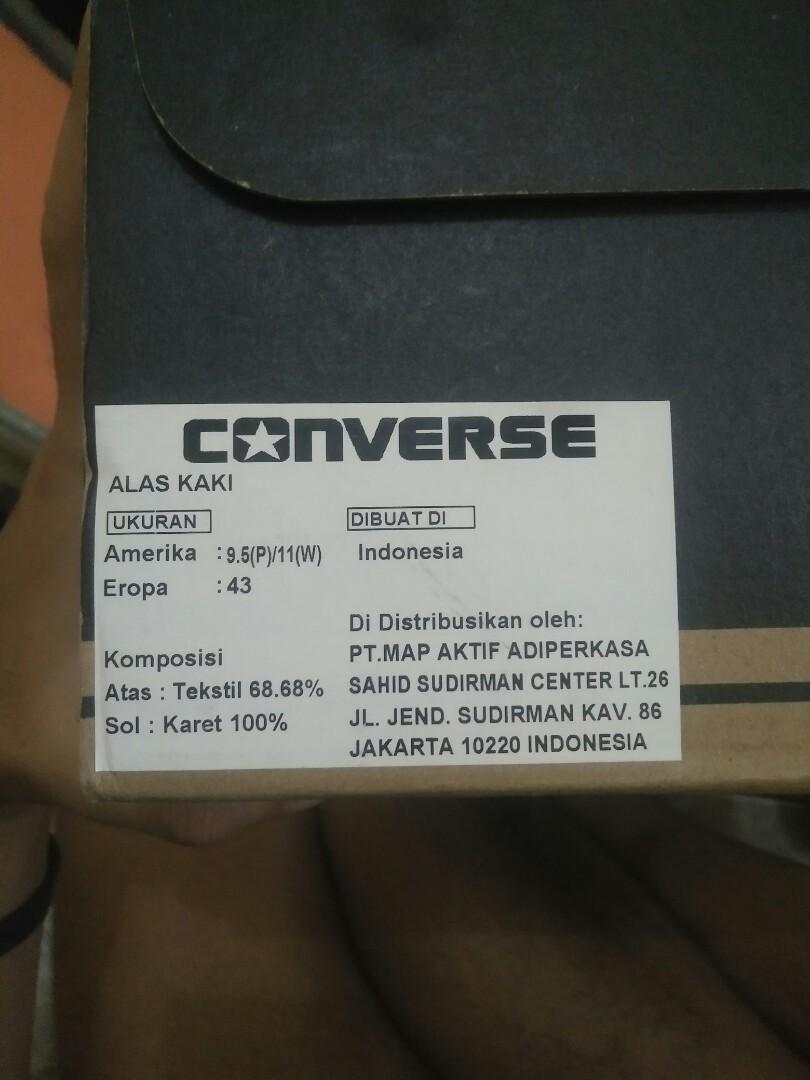 CONVERSE
ALAS KAKI
UKURAN
Amerika : 9.5(P)/11(W)
Eropa : 43
DIBUAT DI
Indonesia
Komposisi
Atas : Tekstil 68.68%
Sol : Karet 100%
Di Distribusikan oleh:
PT.MAP AKTIF ADIPERKASA
SAHID SUDIRMAN CENTER LT.26
JL. JEND. SUDIRMAN KAV. 86
JAKARTA 10220 INDONESIA